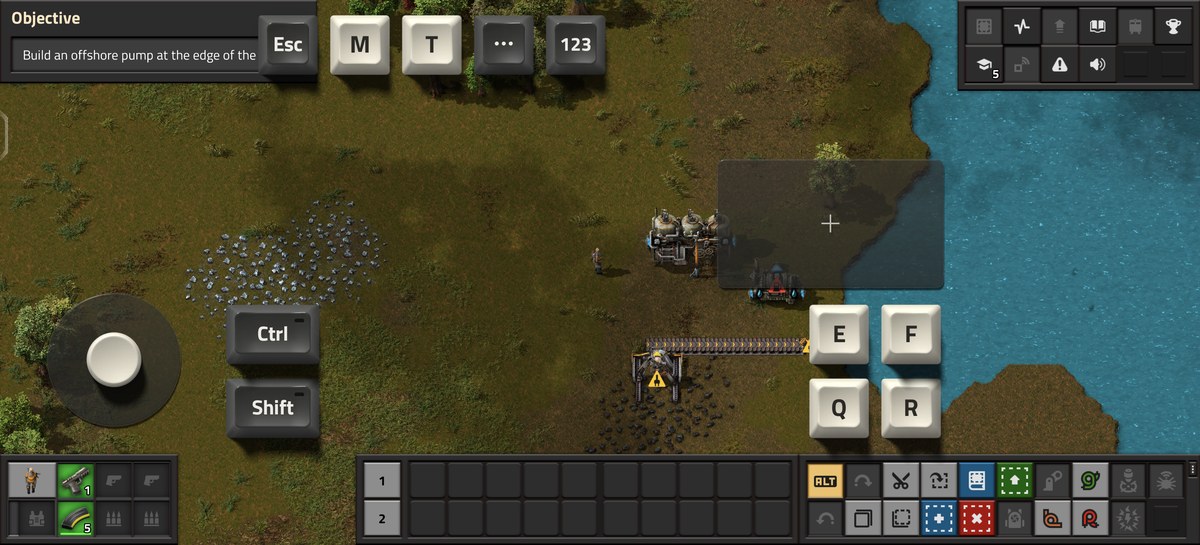 Objective
Build an offshore pump at the edge of the
Esc
M
T
...
123
5
Ctrl
Shift
E
F
Q
R
1
5
1
2
ALT